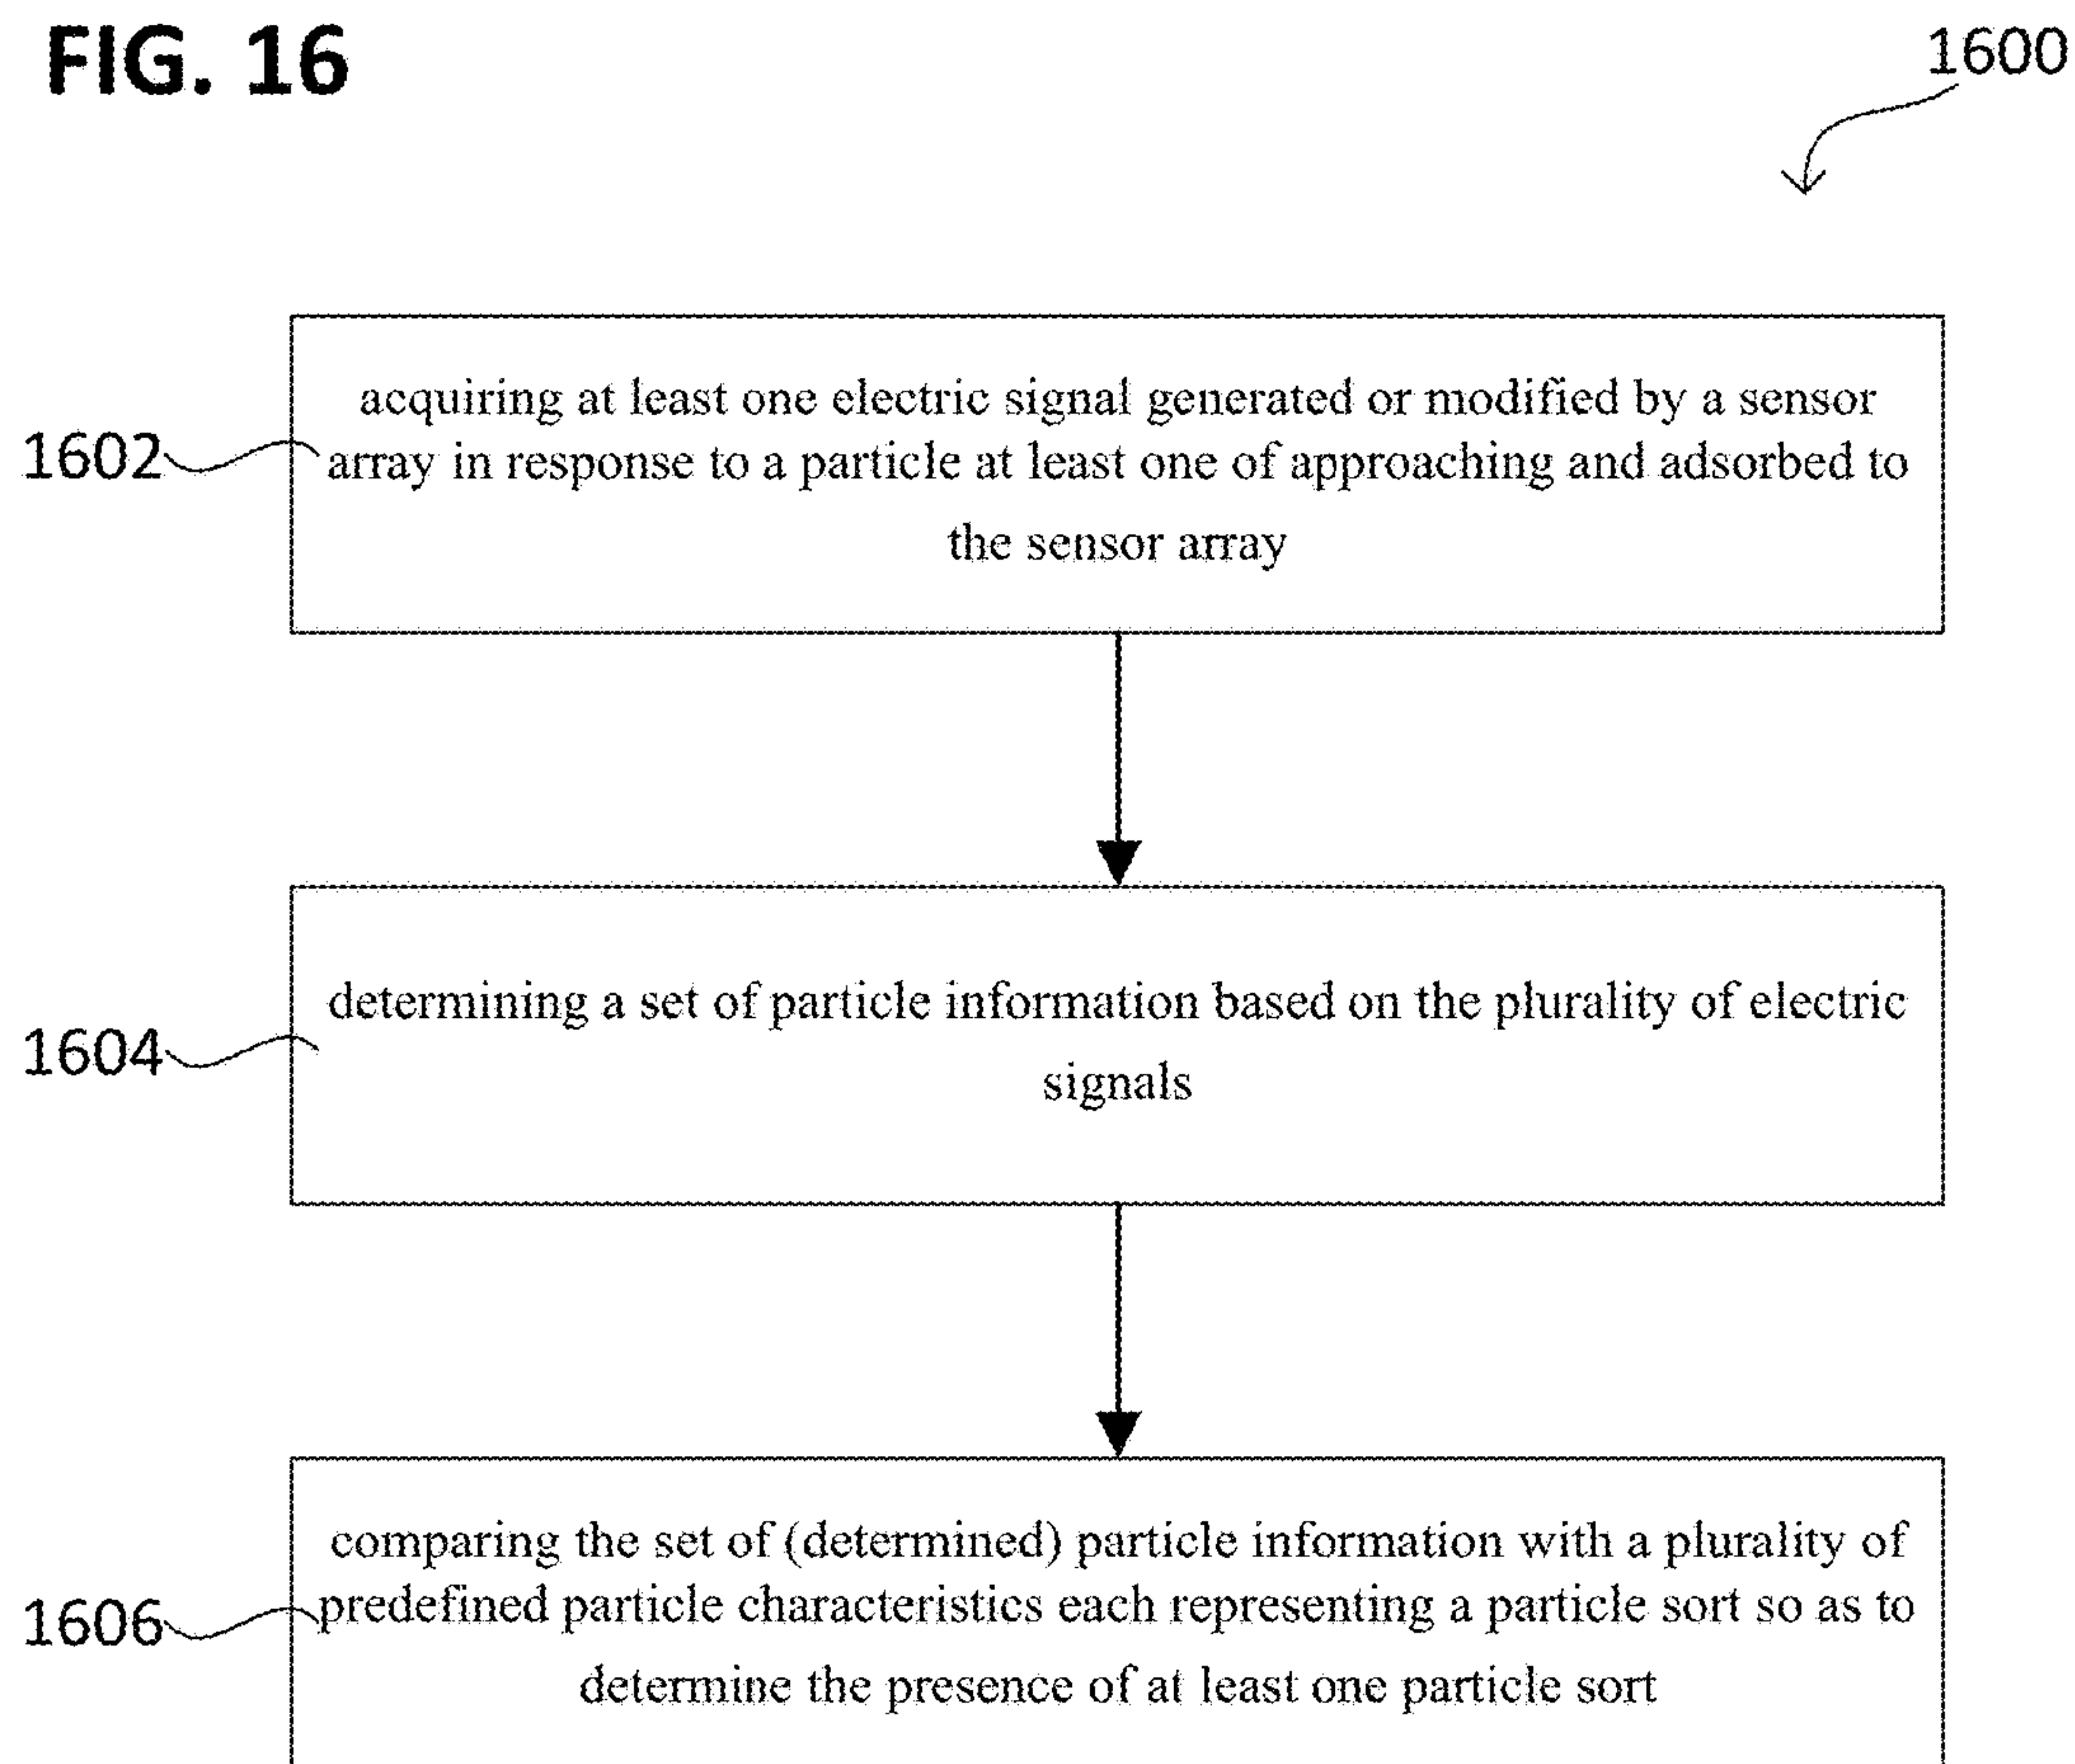 FIG. 16
1600
acquiring at least one electric signal generated or modified by a sensor
1602
array in response to a particle at least one of approaching and adsorbed to
the sensor array
determining a set of particle information based on the plurality of electric
1604
signals
comparing the set of (determined) particle information with a plurality of
1606
predefined particle characteristics each representing a particle sort so as to
determine the presence of at least one particle sort